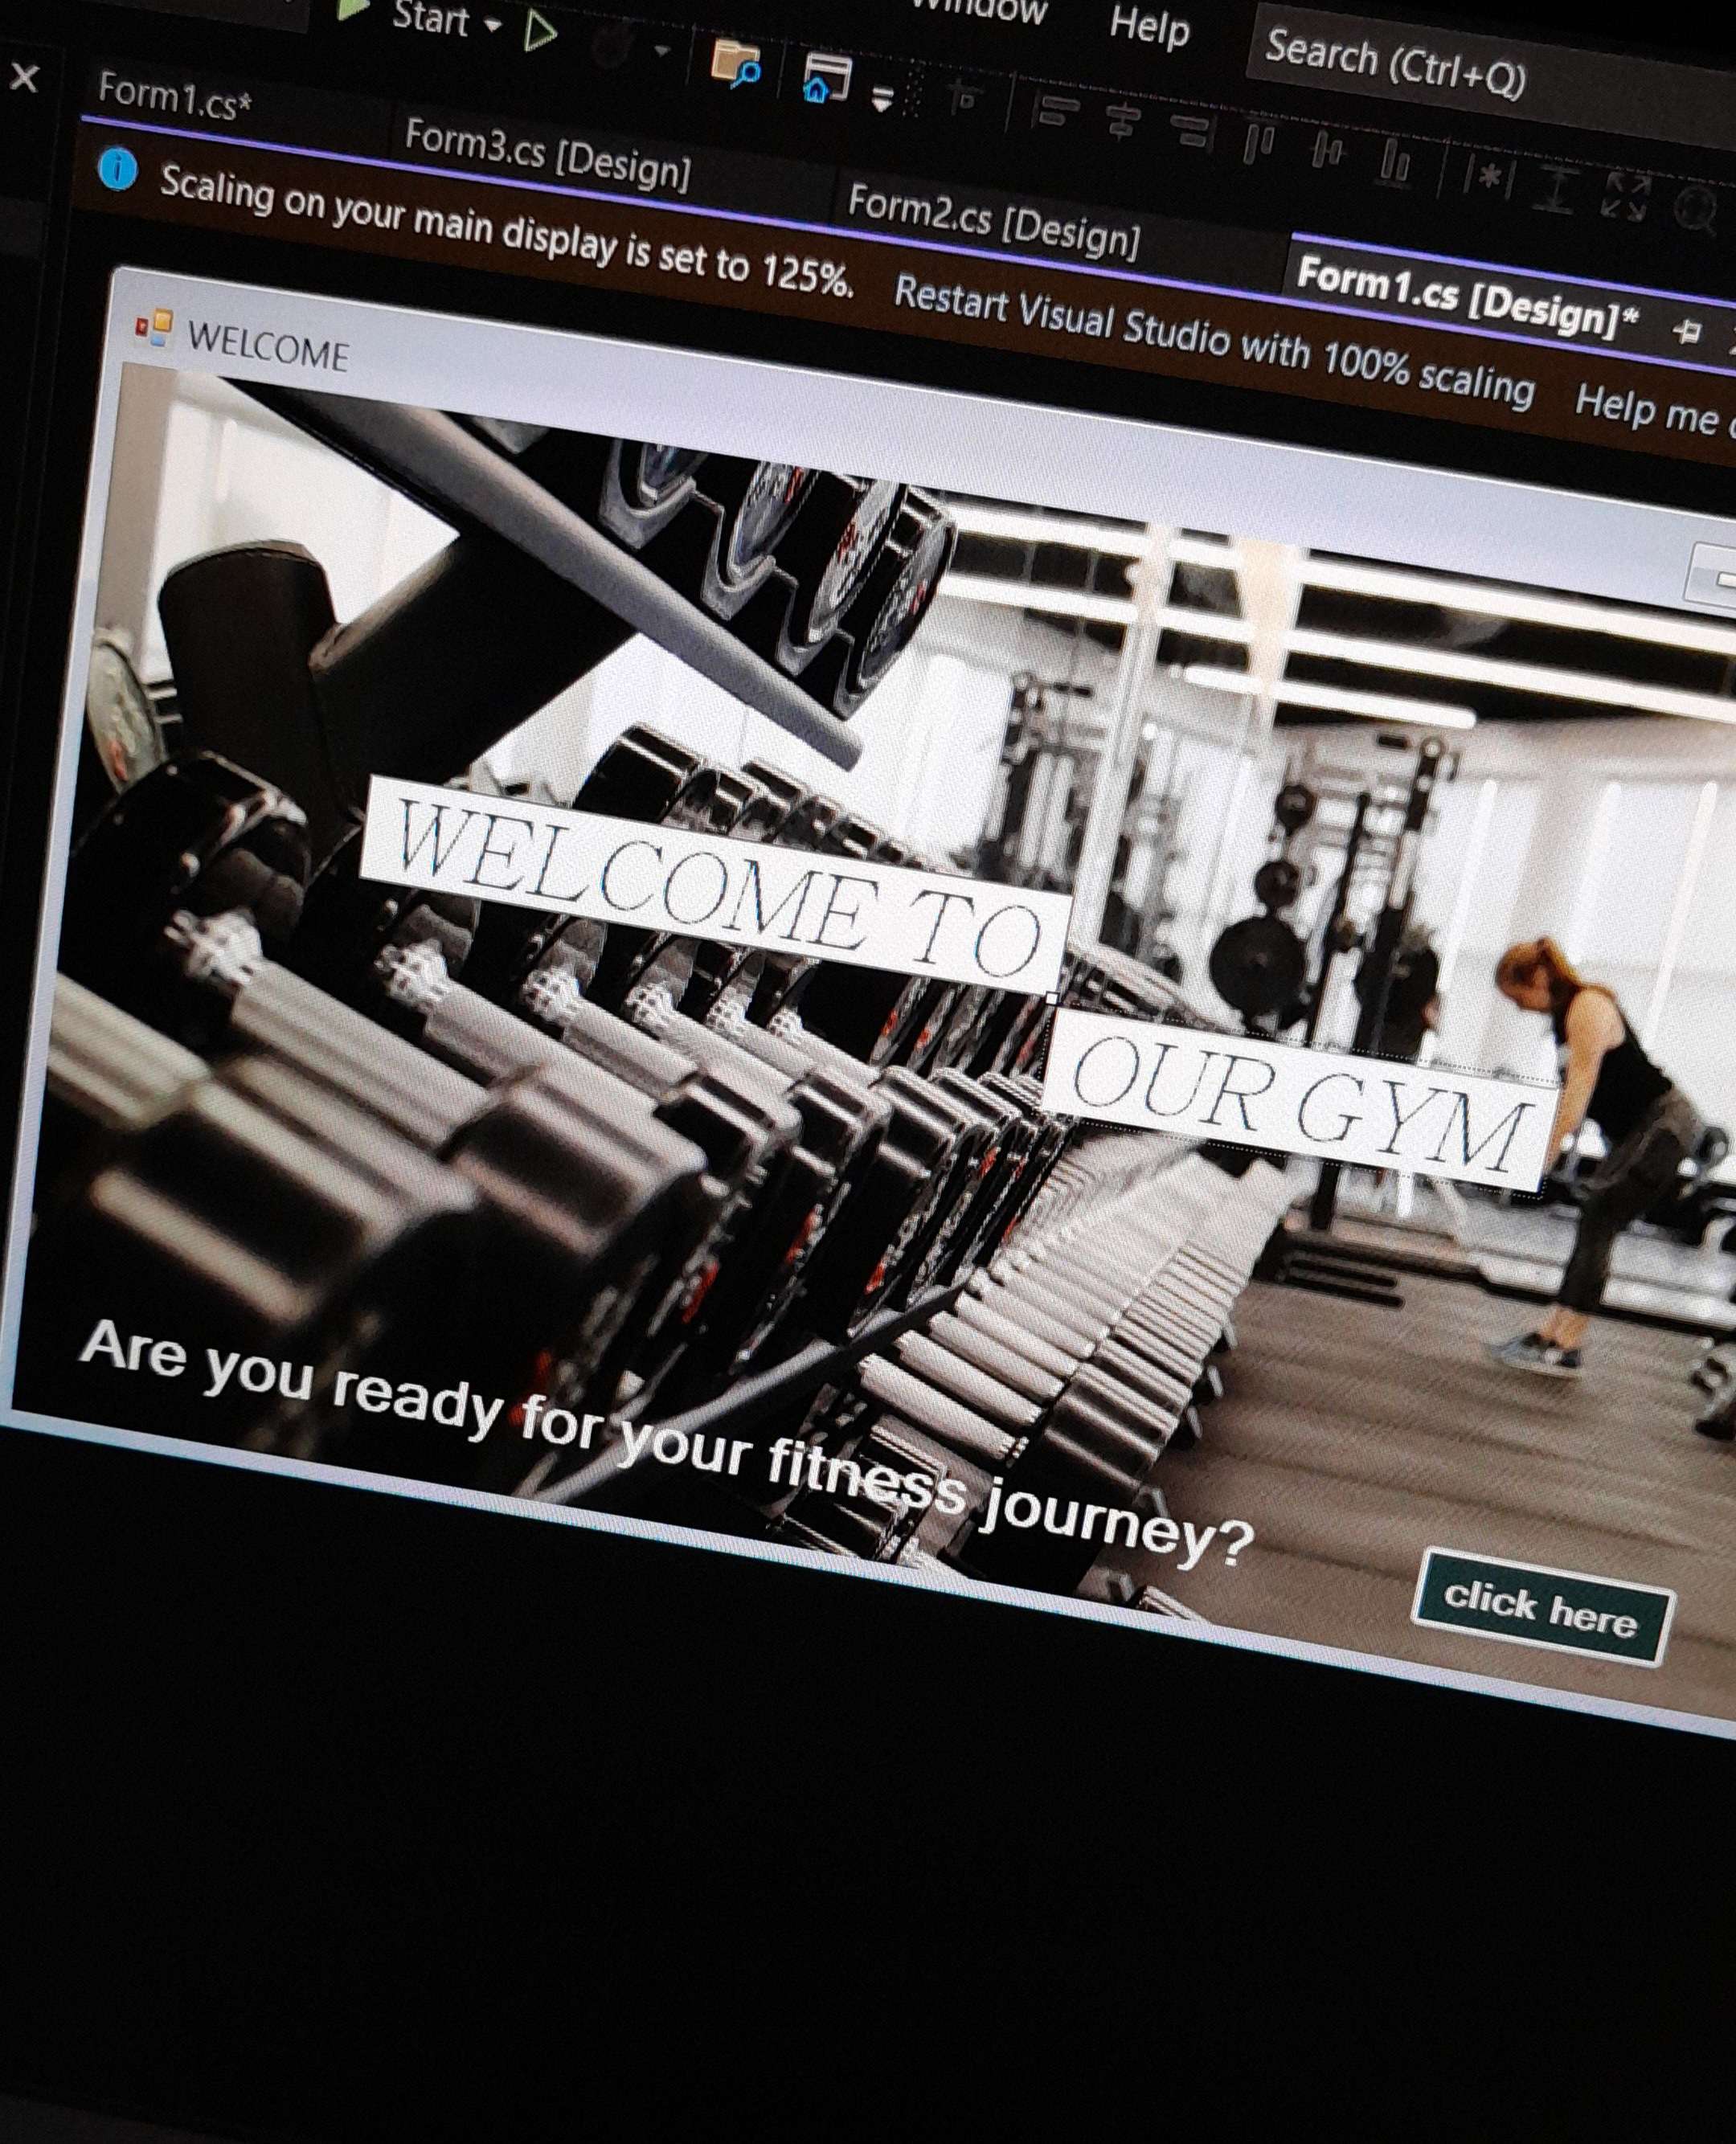 Start
Window
Help
Search (Ctrl+Q)
Form1.cs*
Form3.cs [Design]
Form2.cs [Design]
Form1.cs [Design]*
Scaling on your main display is set to 125%. Restart Visual Studio with 100% scaling Help me
WELCOME
WELCOME TO
OUR GYM
Are you ready for your fitness journey?
click here